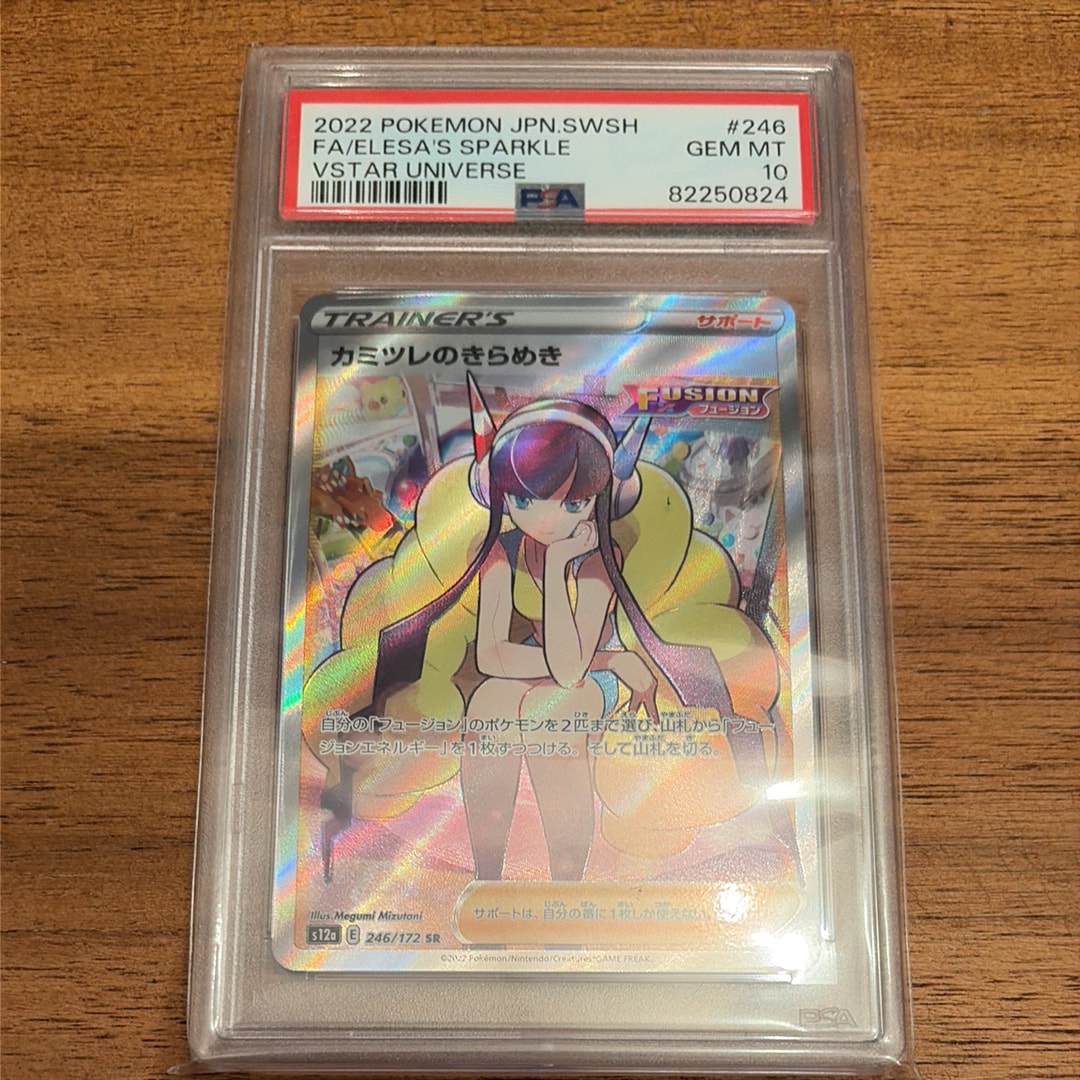 2022 POKEMON JPN.SWSH #246
FA/ELESA'S SPARKLE GEM MT
VSTAR UNIVERSE 10
PSA 82250824
TRAINER'S サポート
カミツレのきらめき
FUSION
フュージョン
自分の「フュージョン」のポケモンを2匹まで選び、山札から「フュー
ジョンエネルギー」を1枚ずつつける。そして山札を切る。
Illus. Megumi Mizutani
サポートは、自分の番に1枚しか使えない。
s12a E 246/172 SR
©2022 Pokémon/Nintendo/Creatures/GAME FREAK.
PSA